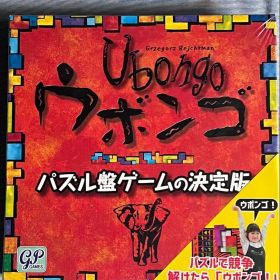 Grzegorz Rejchtman
Ubongo
ウボンゴ
パズル盤ゲームの決定版
ウボンゴ!
GP
GAMES
パズルで競争
解けたら「ウボンゴ!」